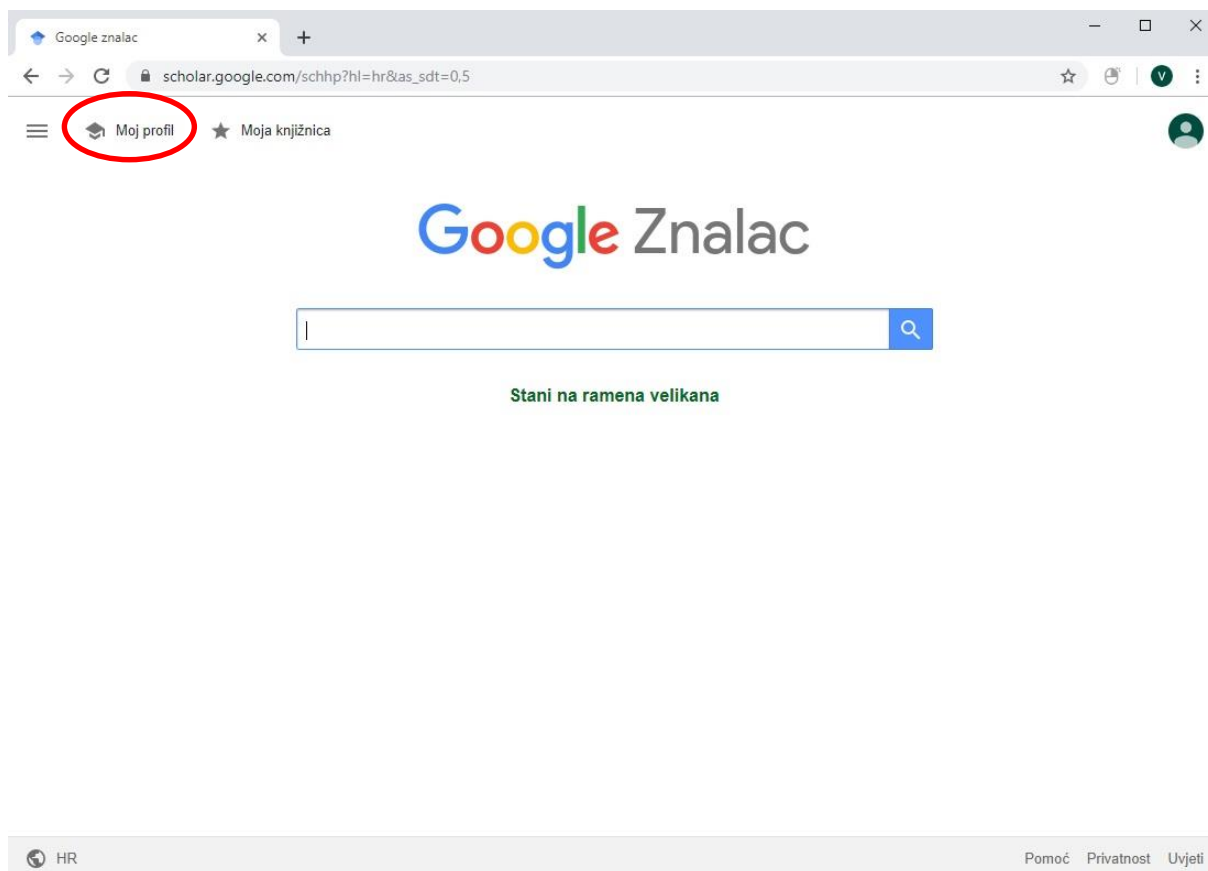 Google znalac
scholar.google.com/schhp?hl=hr&as_sdt=0,5
V
Moj profil Moja knjižnica
Google Znalac
Stani na ramena velikana
HR Pomoć Privatnost Uvjeti